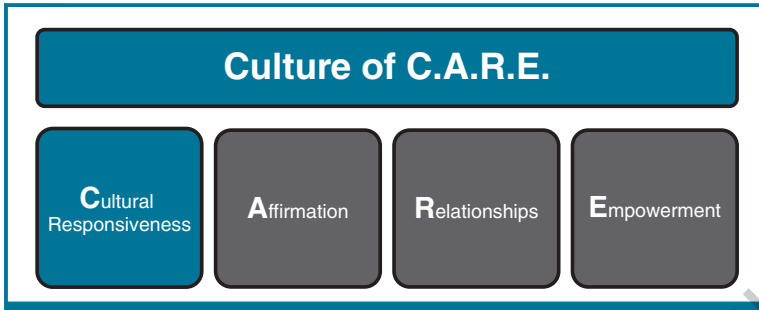 Culture of C.A.R.E.
Cultural
Responsiveness
Affirmation
Relationships
Empowerment